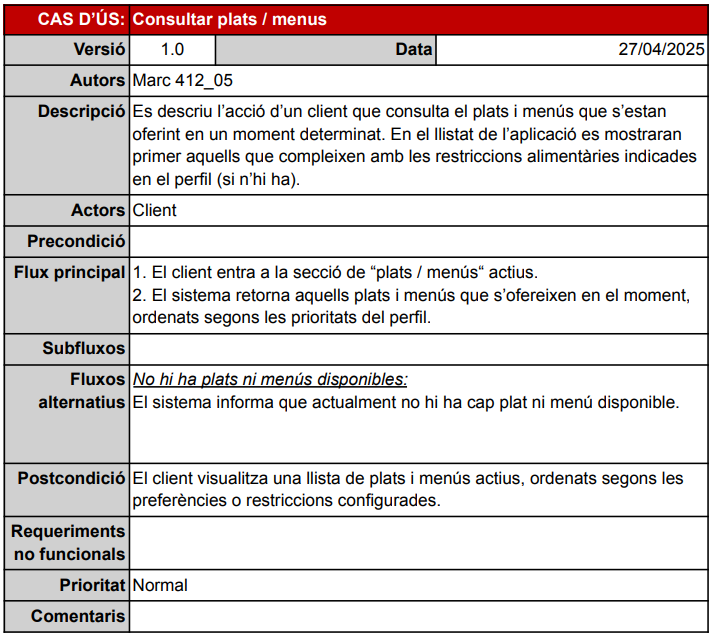 CAS D’ÚS: Consultar plats / menus
Versió 1.0 Data 27/04/2025
Autors Marc 412_05
Descripció Es descriu l’acció d’un client que consulta el plats i menús que s’estan
oferint en un moment determinat. En el llistat de l’aplicació es mostraran
primer aquells que compleixen amb les restriccions alimentàries indicades
en el perfil (si n’hi ha).
Actors Client
Precondició
Flux principal 1. El client entra a la secció de “plats / menús“ actius.
2. El sistema retorna aquells plats i menús que s’ofereixen en el moment,
ordenats segons les prioritats del perfil.
Subfluxos
Fluxos No hi ha plats ni menús disponibles:
alternatius El sistema informa que actualment no hi ha cap plat ni menú disponible.
Postcondició El client visualitza una llista de plats i menús actius, ordenats segons les
preferències o restriccions configurades.
Requeriments
no funcionals
Prioritat Normal
Comentaris